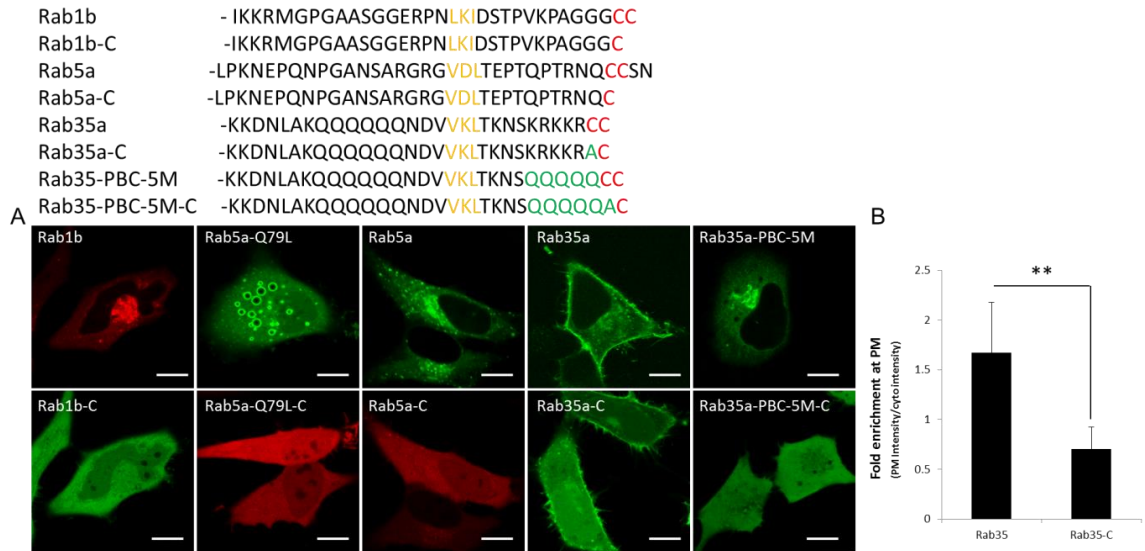 Rab1b - IKKRMGPGAASGGERPNLKIDSTPVKPAGGGCC
Rab1b-C -IKKRMGPGAASGGERPNLKIDSTPVKPAGGGC
Rab5a -LPKNEPQNPGANSARGRGVDLTEPTQPTRNQCCSN
Rab5a-C -LPKNEPQNPGANSARGRGVDLTEPTQPTRNQC
Rab35a -KKDNLAKQQQQQQNDVVKLTKNSKRKKRCC
Rab35a-C -KKDNLAKQQQQQQNDVVKLTKNSKRKKRAC
Rab35-PBC-5M -KKDNLAKQQQQQQNDVVKLTKNSQQQQQCC
Rab35-PBC-5M-C -KKDNLAKQQQQQQNDVVKLTKNSQQQQQAC
A
Rab1b Rab5a-Q79L Rab5a Rab35a Rab35a-PBC-5M
Rab1b-C Rab5a-Q79L-C Rab5a-C Rab35a-C Rab35a-PBC-5M-C
B
Fold enrichment at PM
(PM intensity/cyto intensity)
2.5
2
1.5
1
0.5
0
**
Rab35 Rab35-C